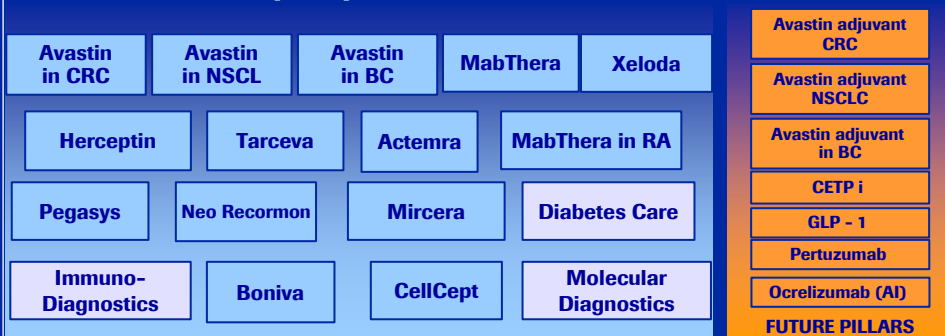 Avastin
in CRC
Avastin
in NSCL
Avastin
in BC
MabThera
Xeloda
Herceptin
Tarceva
Actemra
MabThera in RA
Pegasys
Neo Recormon
Mircera
Diabetes Care
Immuno-
Diagnostics
Boniva
CellCept
Molecular
Diagnostics
Avastin adjuvant
CRC
Avastin adjuvant
NSCLC
Avastin adjuvant
in BC
CETP i
GLP - 1
Pertuzumab
Ocrelizumab (AI)
FUTURE PILLARS